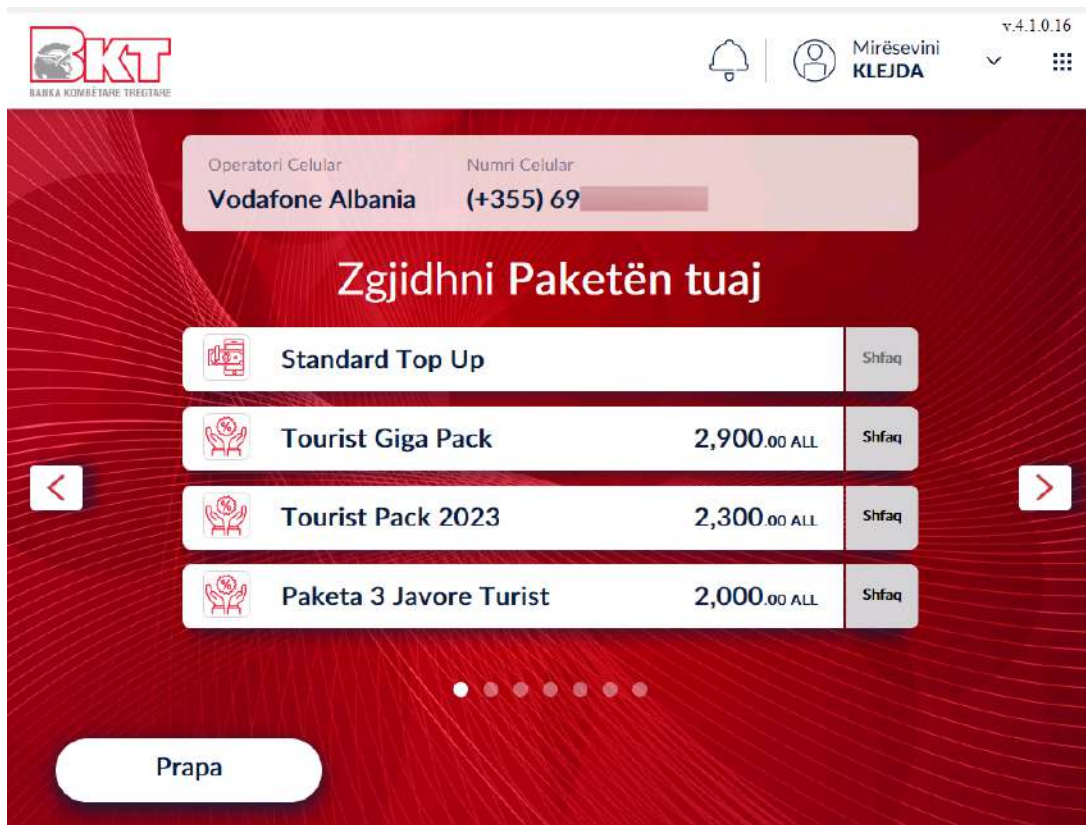 v.4.1.0.16
BKT
BANKA KOMBËTARE TREGTARE
Mirësevini
KLEJDA
Operatori Celular
Numri Celular
Vodafone Albania
(+355) 69
Zgjidhni Paketën tuaj
Standard Top Up
Shfaq
Tourist Giga Pack
2,900.00 ALL
Shfaq
Tourist Pack 2023
2,300.00 ALL
Shfaq
Paketa 3 Javore Turist
2,000.00 ALL
Shfaq
Prapa